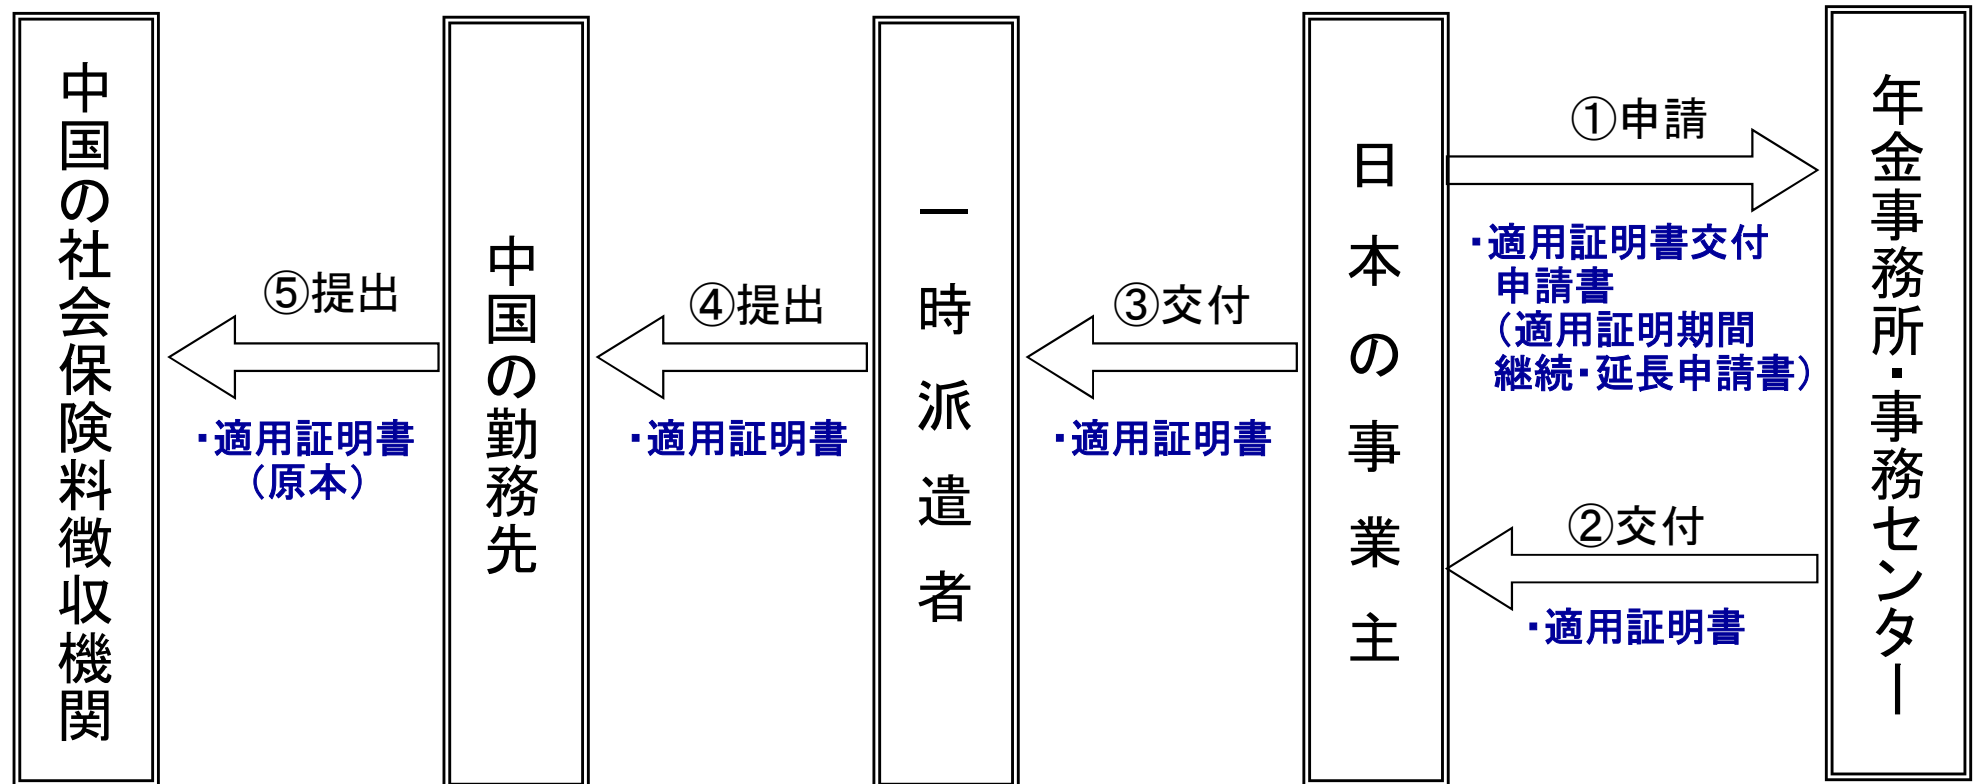 中国の社会保険料徴収機関
⑤提出
・適用証明書
（原本）
中国の勤務先
④提出
・適用証明書
一時派遣者
③交付
・適用証明書
日本の事業主
①申請
・適用証明書交付
申請書
（適用証明期間
継続・延長申請書）
②交付
・適用証明書
年金事務所・事務センター